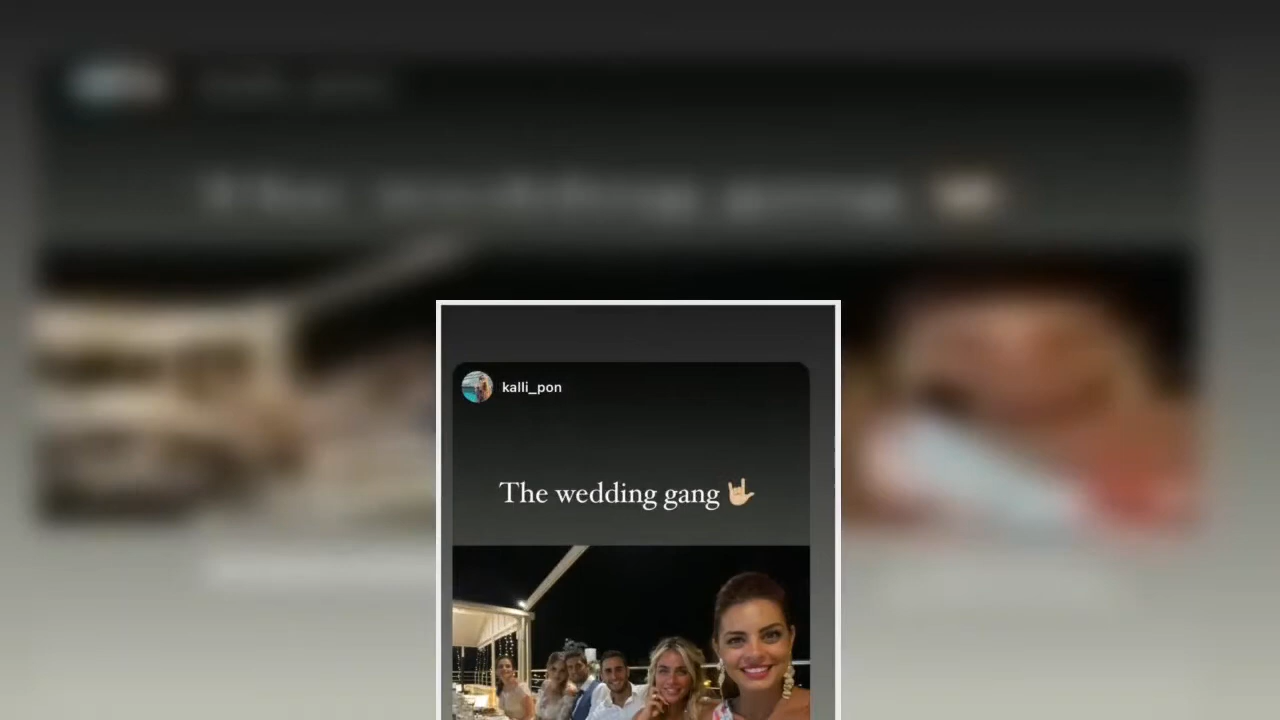 kalli_pon
The wedding gang 🤟🏼